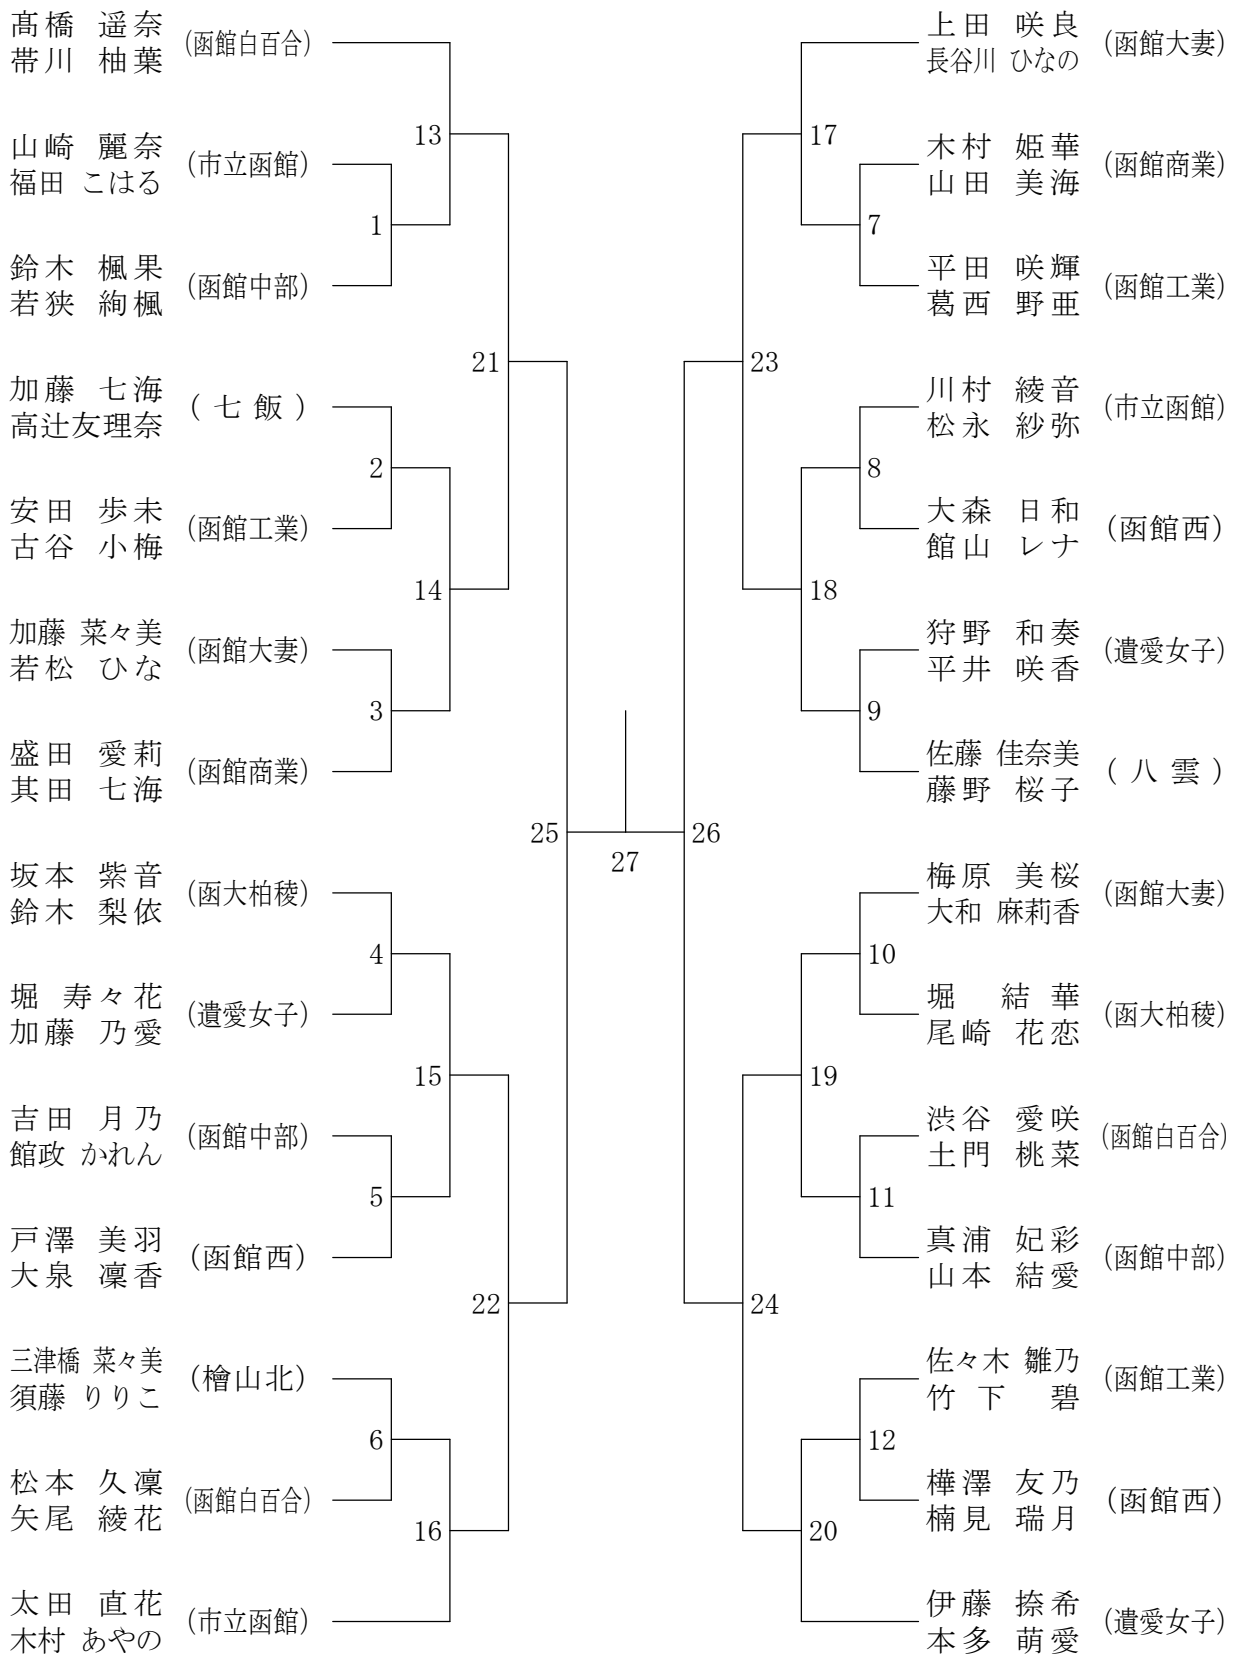 髙橋 遥奈
帯川 柚葉
(函館白百合)
山崎 麗奈
福田 こはる
(市立函館)
鈴木 楓果
若狭 絢楓
(函館中部)
加藤 七海
高辻友理奈
(七飯)
安田 歩未
古谷 小梅
(函館工業)
加藤 菜々美
若松 ひな
(函館大妻)
盛田 愛莉
其田 七海
(函館商業)
坂本 紫音
鈴木 梨依
(函大柏稜)
堀 寿々花
加藤 乃愛
(遺愛女子)
吉田 月乃
館政 かれん
(函館中部)
戸澤 美羽
大泉 凜香
(函館西)
三津橋 菜々美
須藤 りりこ
(檜山北)
松本 久凜
矢尾 綾花
(函館白百合)
太田 直花
木村 あやの
(市立函館)
1
2
3
4
5
6
13
14
15
16
21
22
25
27
26
23
24
17
18
19
20
7
8
9
10
11
12
上田 咲良
長谷川 ひなの
(函館大妻)
木村 姫華
山田 美海
(函館商業)
平田 咲輝
葛西 野亜
(函館工業)
川村 綾音
松永 紗弥
(市立函館)
大森 日和
館山 レナ
(函館西)
狩野 和奏
平井 咲香
(遺愛女子)
佐藤 佳奈美
藤野 桜子
(八雲)
梅原 美桜
大和 麻莉香
(函館大妻)
堀 結華
尾崎 花恋
(函大柏稜)
渋谷 愛咲
土門 桃菜
(函館白百合)
真浦 妃彩
山本 結愛
(函館中部)
佐々木 雛乃
竹下 碧
(函館工業)
樺澤 友乃
楠見 瑞月
(函館西)
伊藤 捺希
本多 萌愛
(遺愛女子)